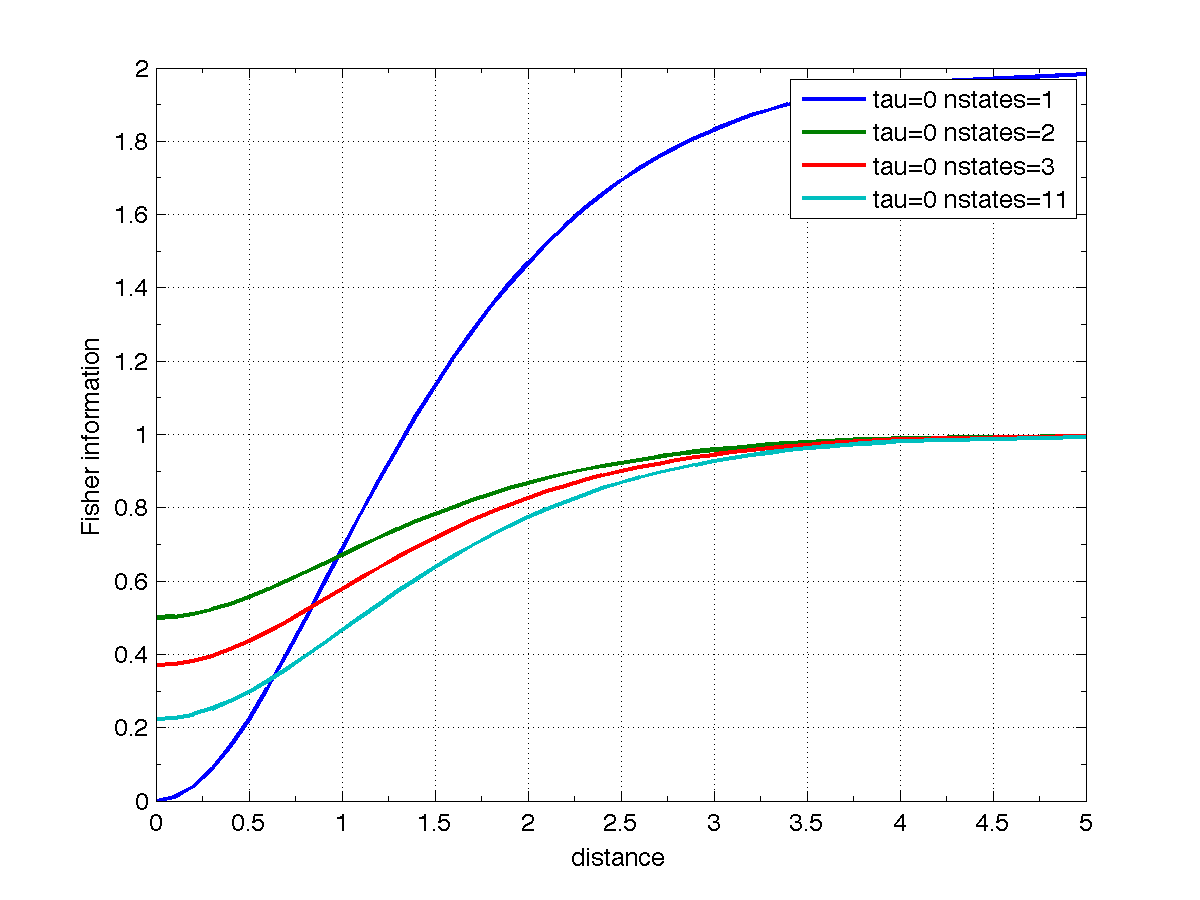 2
1.8
1.6
1.4
1.2
1
0.8
0.6
0.4
0.2
0
Fisher information
tau=0 nstates=1
tau=0 nstates=2
tau=0 nstates=3
tau=0 nstates=11
0 0.5 1 1.5 2 2.5 3 3.5 4 4.5 5
distance